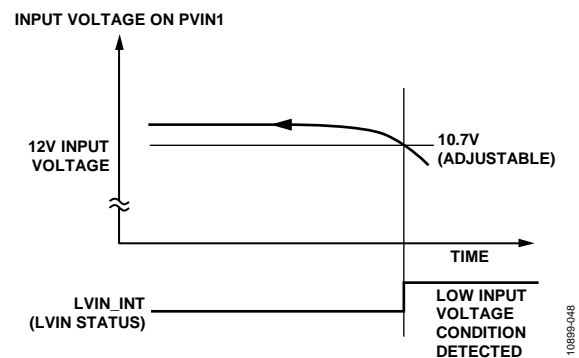 INPUT VOLTAGE ON PVIN1
12V INPUT
VOLTAGE
10.7V
(ADJUSTABLE)
TIME
LVIN_INT
(LVIN STATUS)
LOW INPUT
VOLTAGE
CONDITION
DETECTED
10899-048